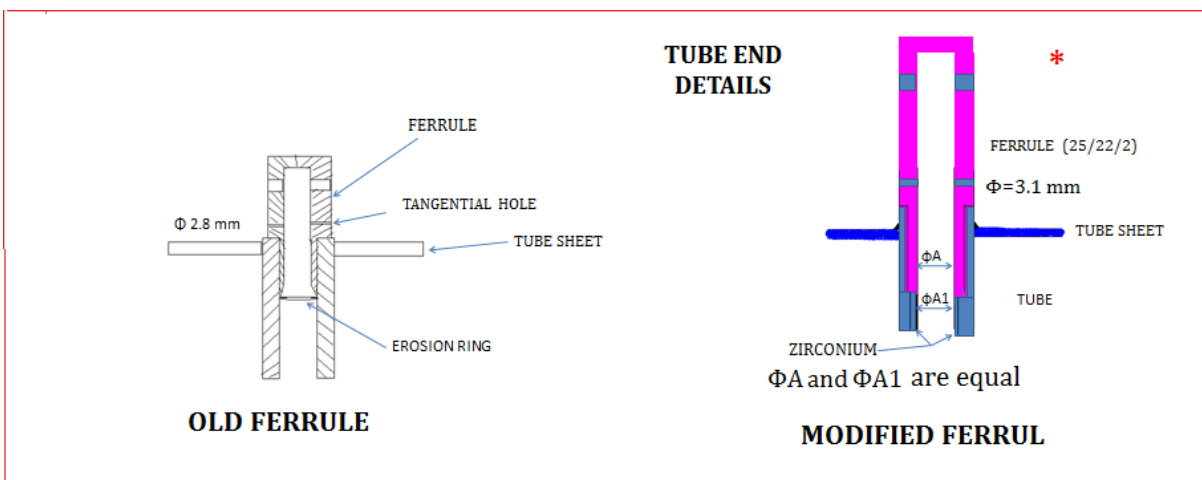 TUBE END
DETAILS
*
FERRULE
TANGENTIAL HOLE
Φ 2.8 mm
TUBE SHEET
EROSION RING
OLD FERRULE
FERRULE (25/22/2)
Φ=3.1 mm
TUBE SHEET
ΦA
ΦA1
TUBE
ZIRCONIUM
ΦA and ΦA1 are equal
MODIFIED FERRUL